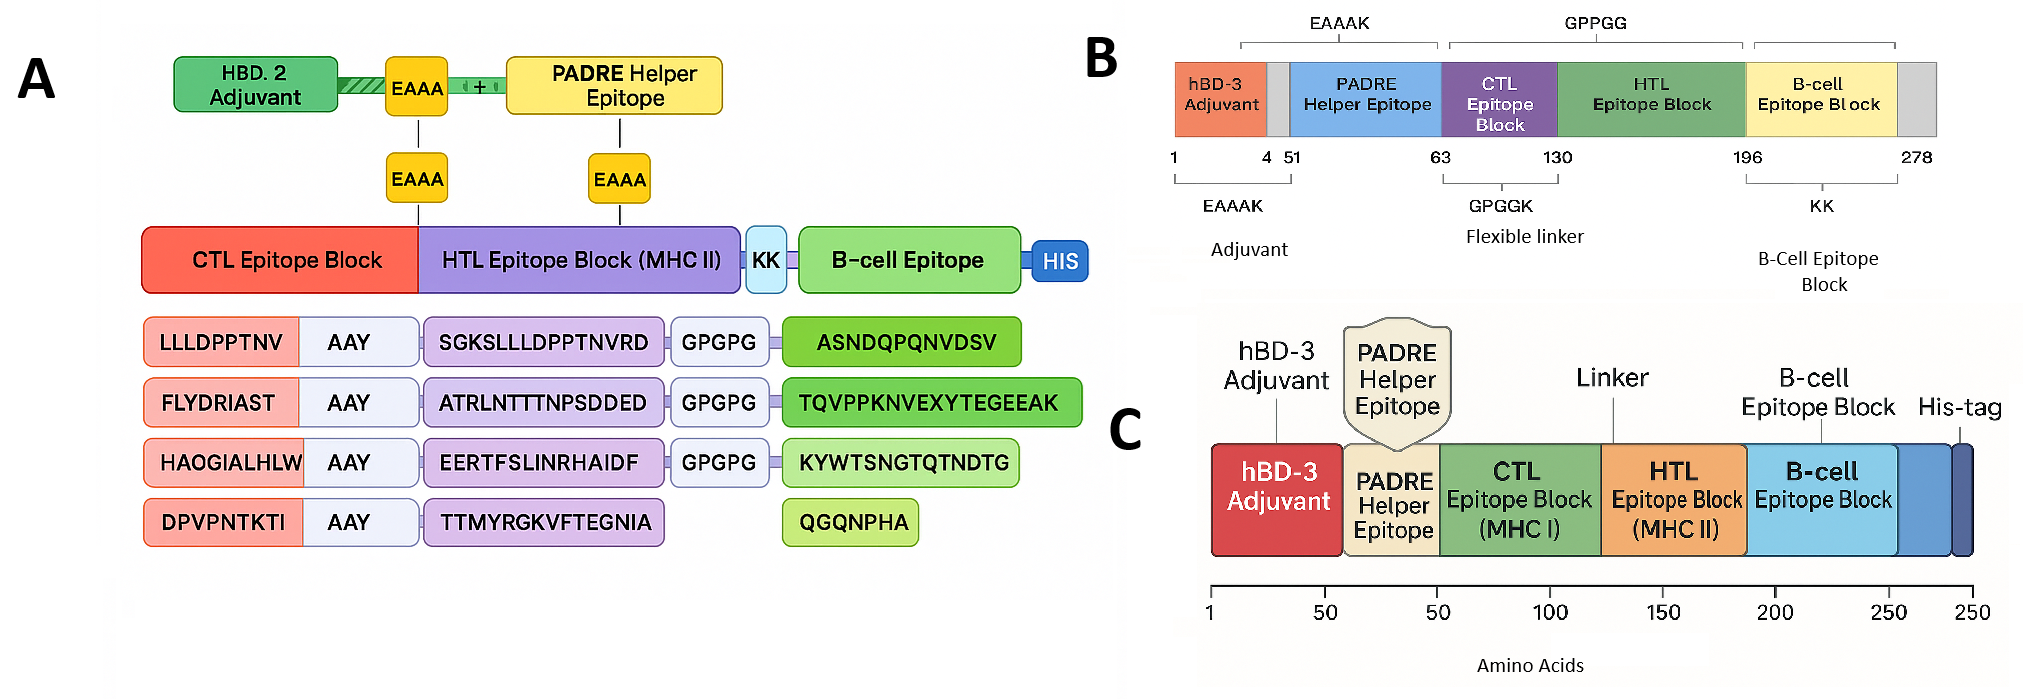 A
HBD. 2
Adjuvant
EAAA
+
PADRE Helper
Epitope
EAAA
EAAA
CTL Epitope Block
HTL Epitope Block (MHC II)
KK
B–cell Epitope
HIS
LLLDPPTNV
AAY
SGKSLLLDPPTNVRD
GPGPG
ASNDQPQNVDSV
FLYDRIAST
AAY
ATRLNTTTNPSDDED
GPGPG
TQVPPKNVEXYTEGEEAK
HAOGIALHLW
AAY
EERTFSLINRHAIDF
GPGPG
KYWTSNGTQTNDTG
DPVPNTKTI
AAY
TTMYRGKVFTEGNIA
QGQNPHA
B
EAAAK
GPPGG
hBD-3
Adjuvant
PADRE
Helper Epitope
CTL
Epitope
Block
HTL
Epitope Block
B-cell
Epitope Block
1
4
51
63
130
196
278
EAAAK
GPGGK
KK
Adjuvant
Flexible linker
B-Cell Epitope
Block
C
hBD-3
Adjuvant
PADRE
Helper
Epitope
Linker
B-cell
Epitope Block
His-tag
hBD-3
Adjuvant
PADRE
Helper
Epitope
CTL
Epitope Block
(MHC I)
HTL
Epitope Block
(MHC II)
B-cell
Epitope Block
1
50
50
100
150
200
250
250
Amino Acids